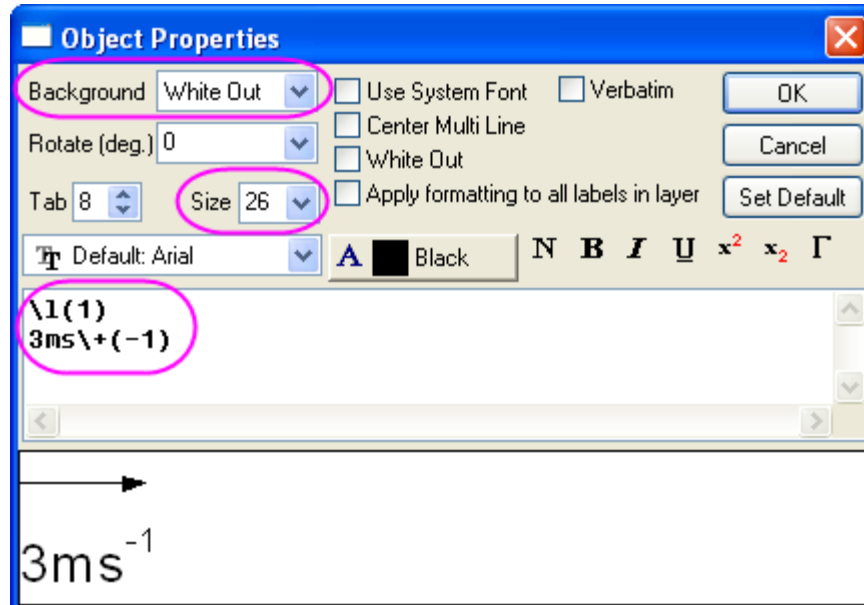 Object Properties
Background White Out Use System Font Verbatim OK
Center Multi Line
Rotate (deg.) 0 White Out Cancel
Tab 8 Size 26 Apply formatting to all labels in layer Set Default
Default: Arial A Black N B I U x² x₂ Γ
\l(1)
3ms\+(-1)
3ms⁻¹